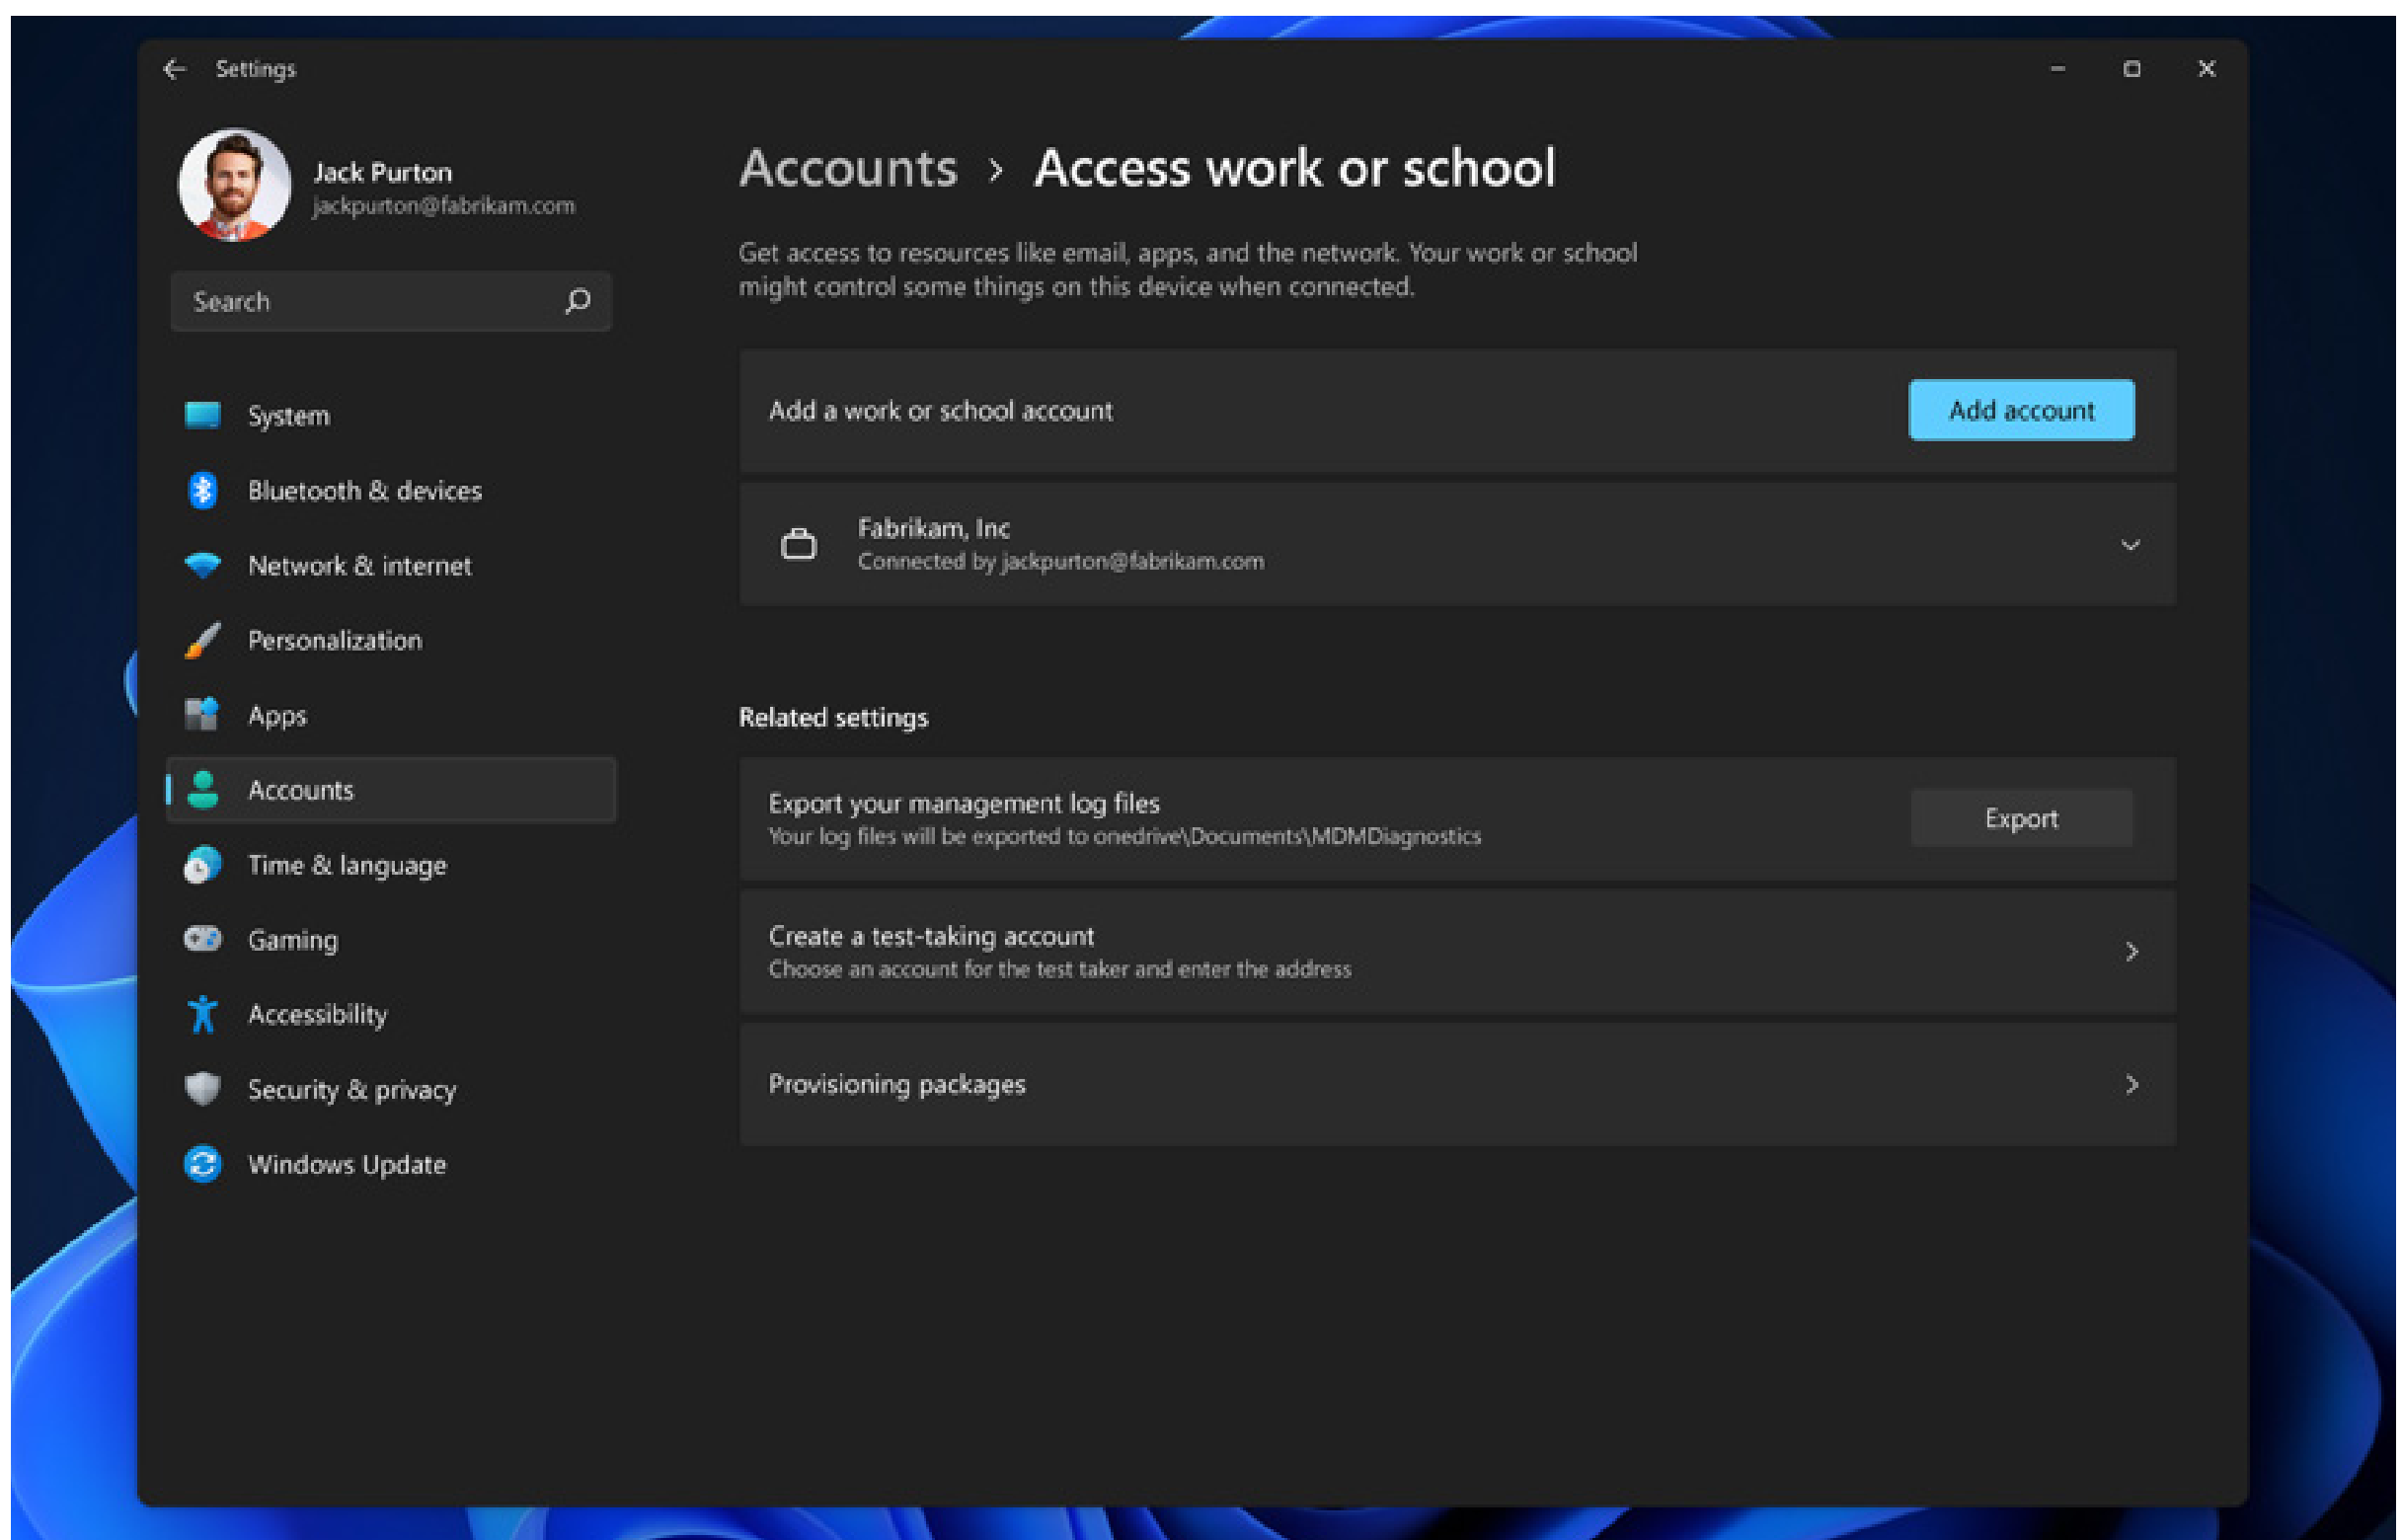 Settings
Jack Purton
jackpurton@fabrikam.com
Search
System
Bluetooth & devices
Network & internet
Personalization
Apps
Accounts
Time & language
Gaming
Accessibility
Security & privacy
Windows Update
Accounts > Access work or school
Get access to resources like email, apps, and the network. Your work or school
might control some things on this device when connected.
Add a work or school account
Add account
Fabrikam, Inc
Connected by jackpurton@fabrikam.com
Related settings
Export your management log files
Your log files will be exported to onedrive\Documents\MDMDiagnostics
Export
Create a test-taking account
Choose an account for the test taker and enter the address
Provisioning packages